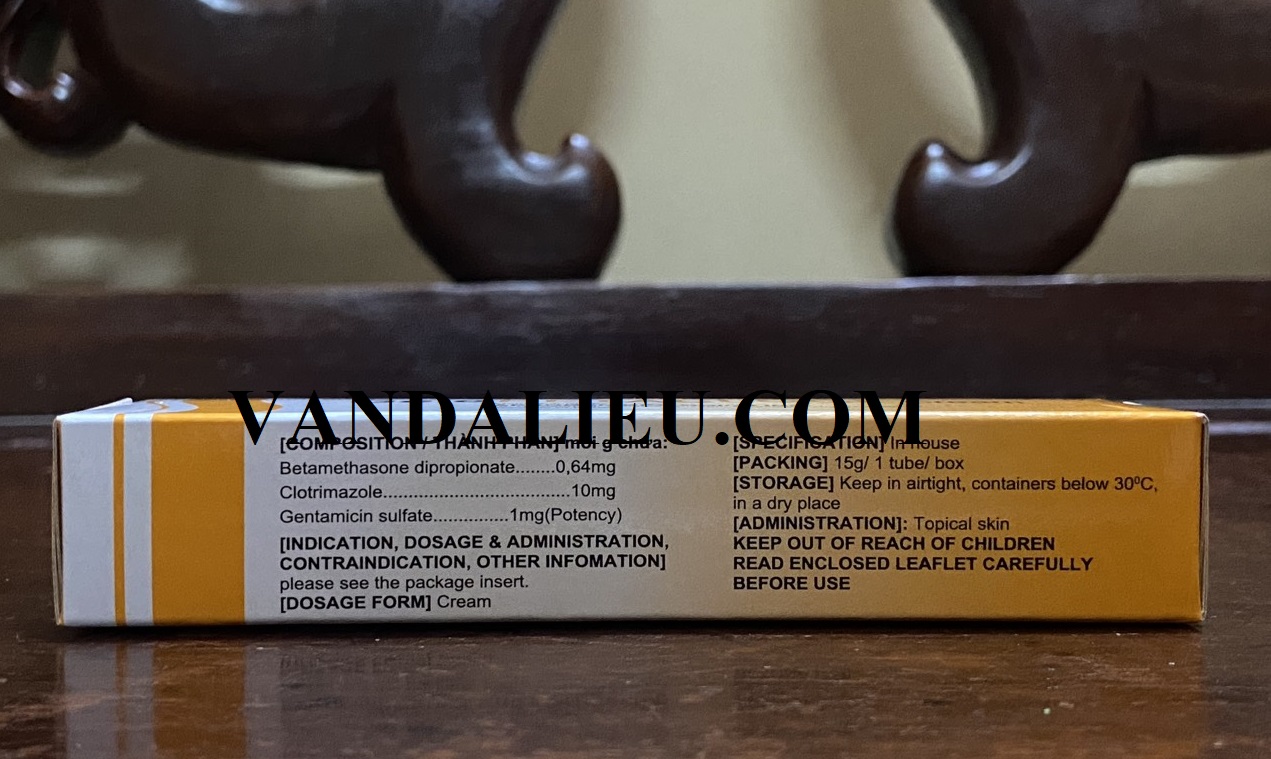 VANDALIEU.COM
[COMPOSITION / THÀNH PHẦN] mỗi g chứa:
Betamethasone dipropionate........0,64mg
Clotrimazole...................................10mg
Gentamicin sulfate..............1mg(Potency)
[INDICATION, DOSAGE & ADMINISTRATION,
CONTRAINDICATION, OTHER INFOMATION]
please see the package insert.
[DOSAGE FORM] Cream
[SPECIFICATION] In house
[PACKING] 15g/ 1 tube/ box
[STORAGE] Keep in airtight, containers below 30⁰C,
in a dry place
[ADMINISTRATION]: Topical skin
KEEP OUT OF REACH OF CHILDREN
READ ENCLOSED LEAFLET CAREFULLY
BEFORE USE